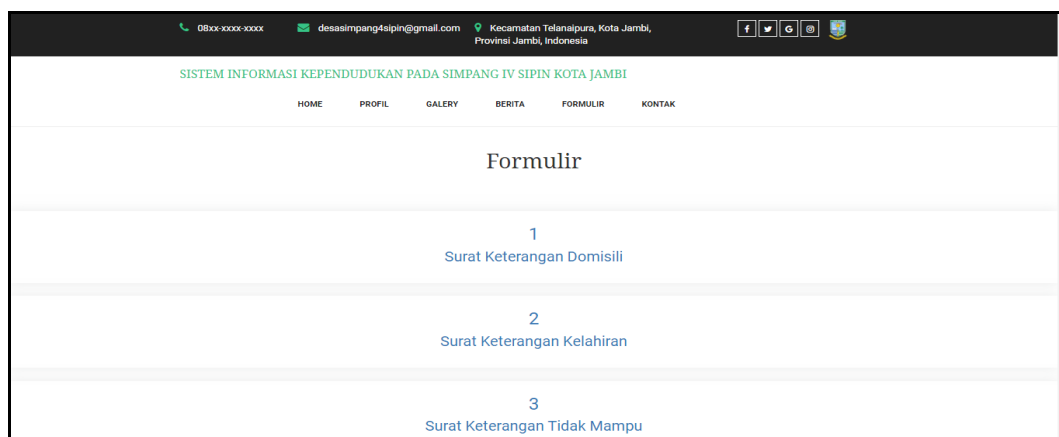 08xx-xxxx-xxxx
desasimpang4sipin@gmail.com
Kecamatan Telanaipura, Kota Jambi,
Provinsi Jambi, Indonesia
SISTEM INFORMASI KEPENDUDUKAN PADA SIMPANG IV SIPIN KOTA JAMBI
HOME PROFIL GALERY BERITA FORMULIR KONTAK
Formulir
1
Surat Keterangan Domisili
2
Surat Keterangan Kelahiran
3
Surat Keterangan Tidak Mampu